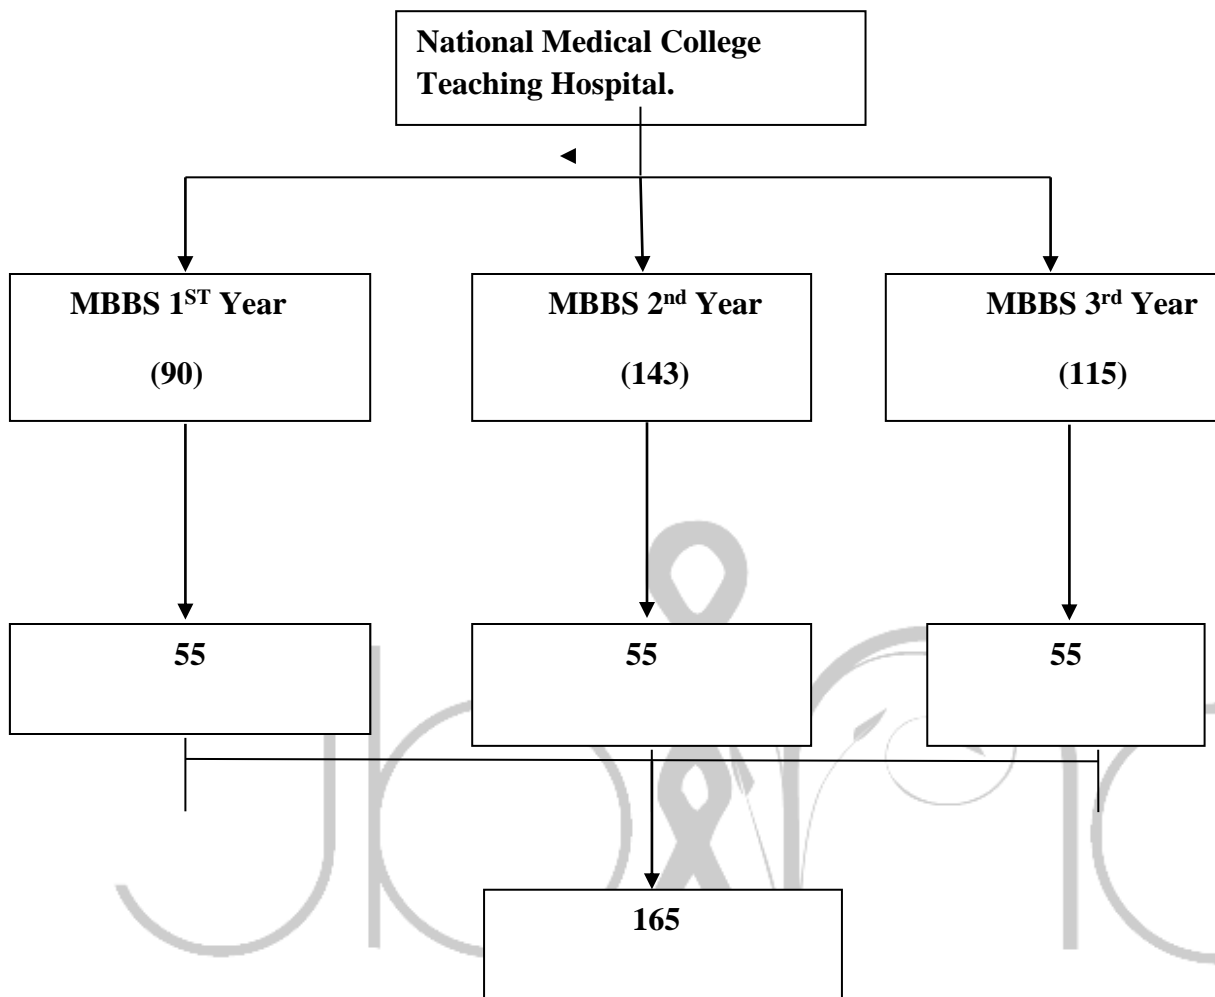 National Medical College
Teaching Hospital.
MBBS 1ST Year
(90)
MBBS 2nd Year
(143)
MBBS 3rd Year
(115)
55
55
55
165